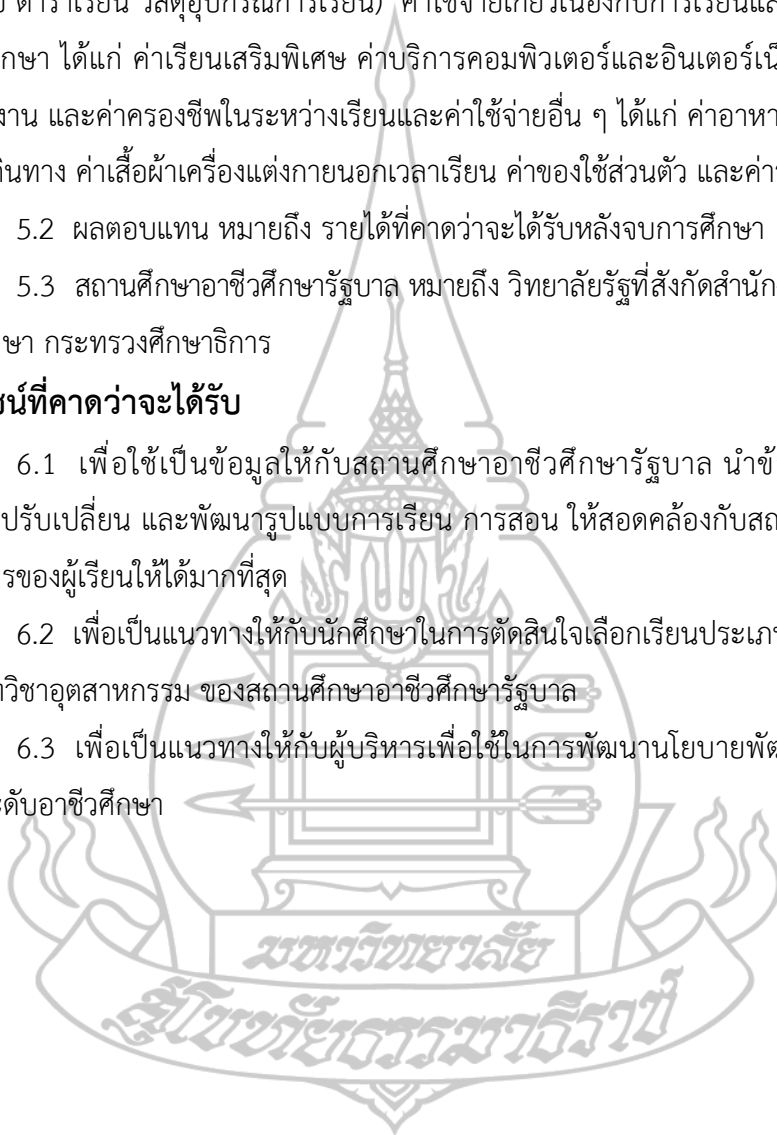 ตำราเรียน วัสดุอุปกรณ์การเรียน) ค่าใช้จ่ายเกี่ยวเนื่องกับการเรียนและ
กษา ได้แก่ ค่าเรียนเสริมพิเศษ ค่าบริการคอมพิวเตอร์และอินเตอร์เน็
งาน และค่าครองชีพในระหว่างเรียนและค่าใช้จ่ายอื่น ๆ ได้แก่ ค่าอาหา
ดินทาง ค่าเสื้อผ้าเครื่องแต่งกายนอกเวลาเรียน ค่าของใช้ส่วนตัว และค่า
5.2 ผลตอบแทน หมายถึง รายได้ที่คาดว่าจะได้รับหลังจบการศึกษา
5.3 สถานศึกษาอาชีวศึกษารัฐบาล หมายถึง วิทยาลัยรัฐที่สังกัดสำนัก
ษา กระทรวงศึกษาธิการ
ชน์ที่คาดว่าจะได้รับ
6.1 เพื่อใช้เป็นข้อมูลให้กับสถานศึกษาอาชีวศึกษารัฐบาล นำข้
ปรับเปลี่ยน และพัฒนารูปแบบการเรียน การสอน ให้สอดคล้องกับสถ
รของผู้เรียนให้ได้มากที่สุด
6.2 เพื่อเป็นแนวทางให้กับนักศึกษาในการตัดสินใจเลือกเรียนประเภ
วิชาอุตสาหกรรม ของสถานศึกษาอาชีวศึกษารัฐบาล
6.3 เพื่อเป็นแนวทางให้กับผู้บริหารเพื่อใช้ในการพัฒนานโยบายพัฒ
ะดับอาชีวศึกษา
มหาวิทยาลัย
สุโขทัยธรรมาธิราช